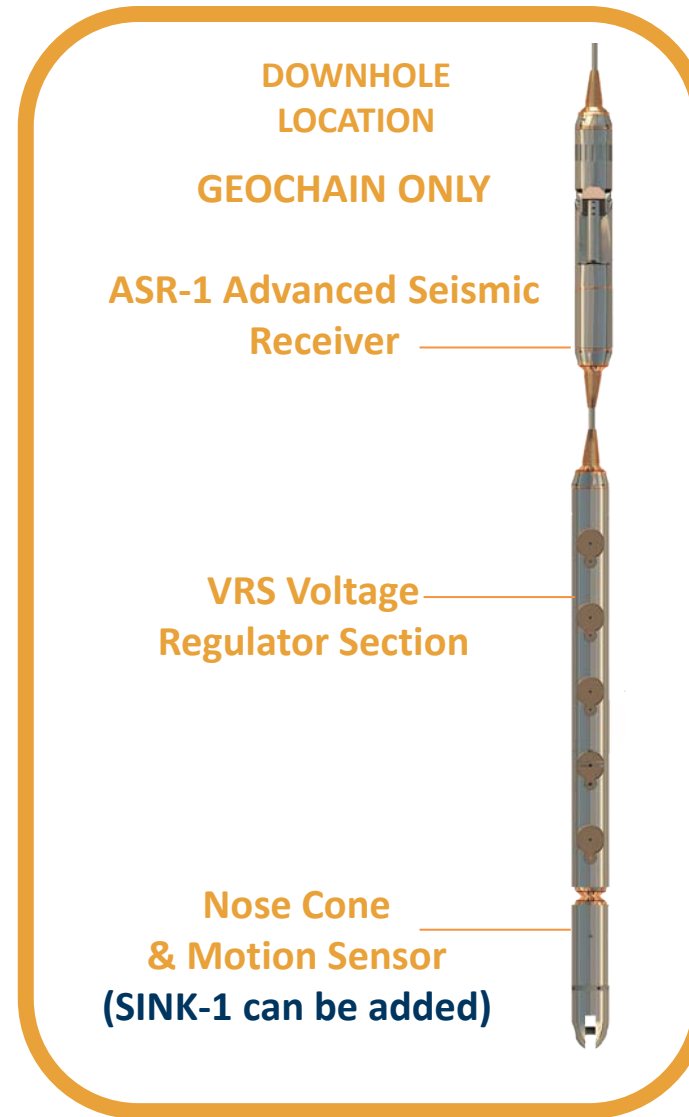 DOWNHOLE
LOCATION
GEOCHAIN ONLY
ASR-1 Advanced Seismic
Receiver
VRS Voltage
Regulator Section
Nose Cone
& Motion Sensor
(SINK-1 can be added)